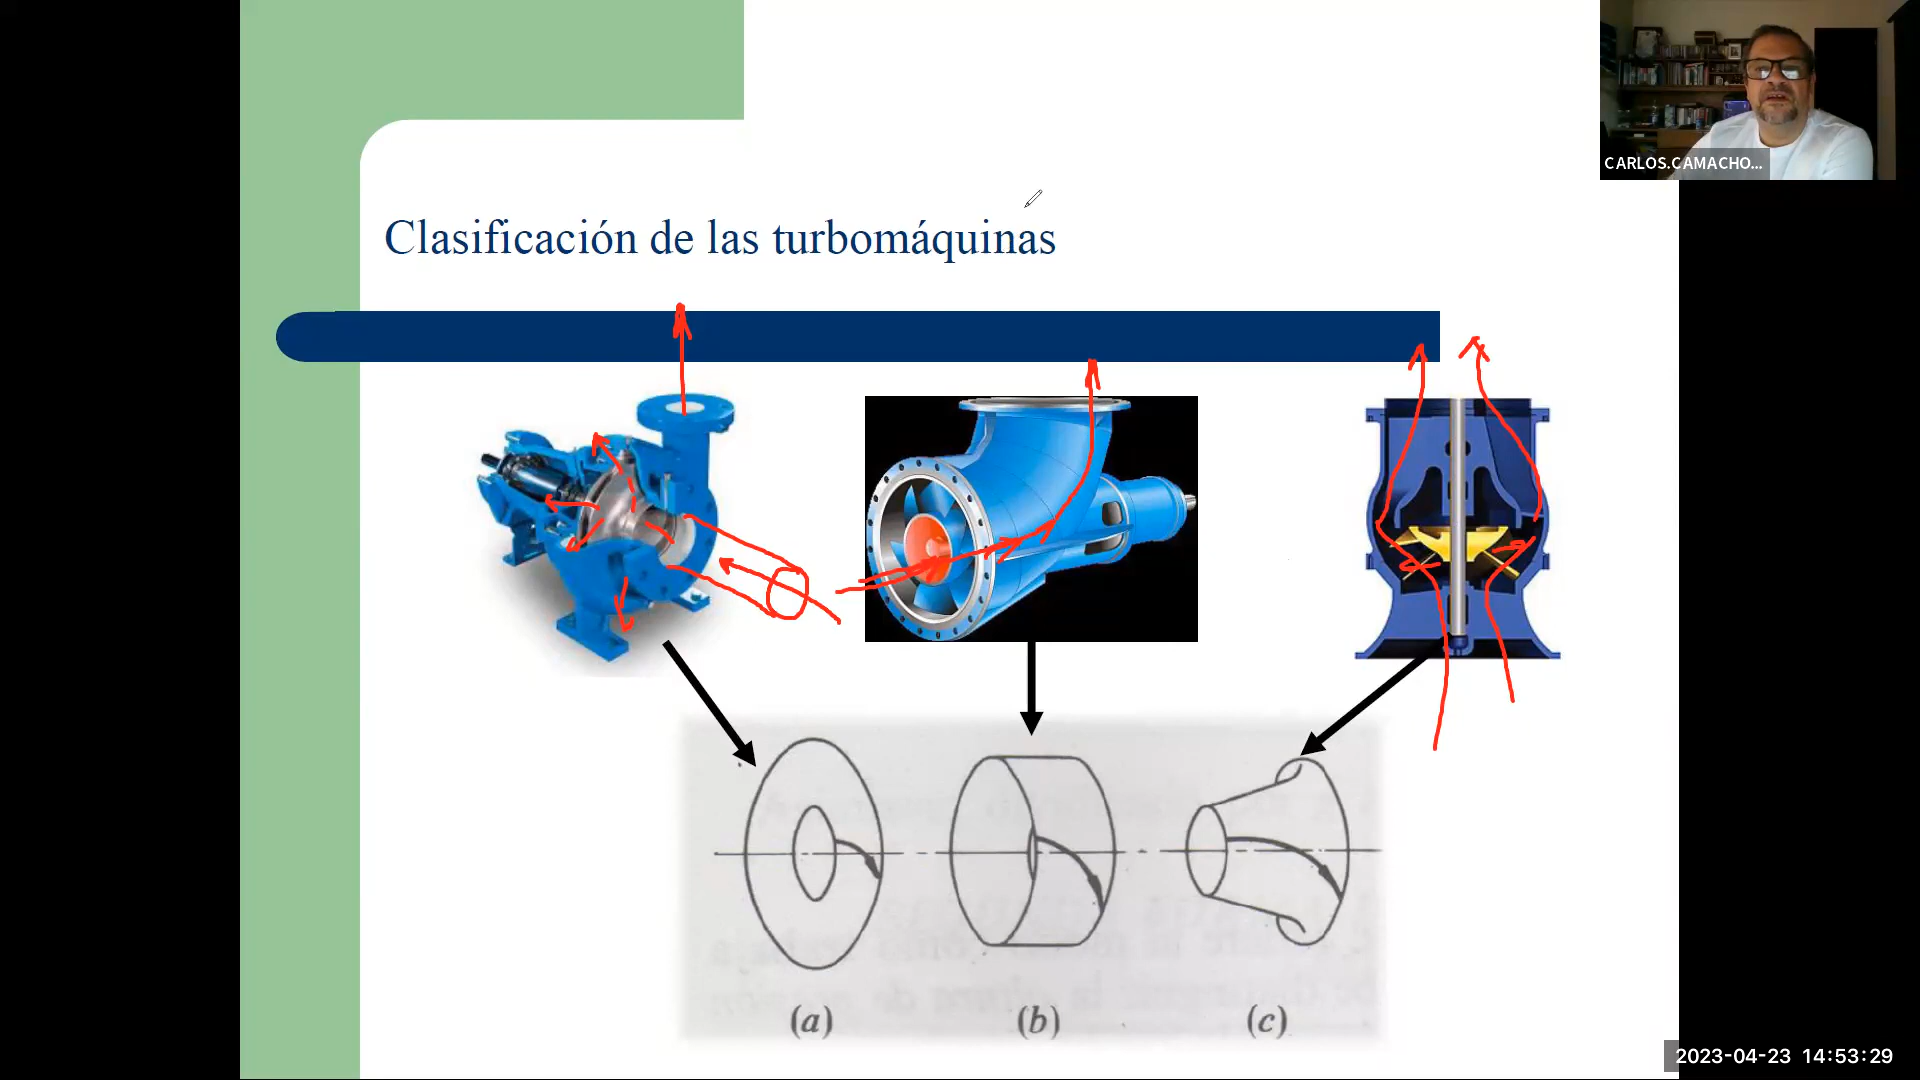 CARLOS.CAMACHO...
Clasificación de las turbomáquinas
(a) (b) (c)
2023-04-23 14:53:29